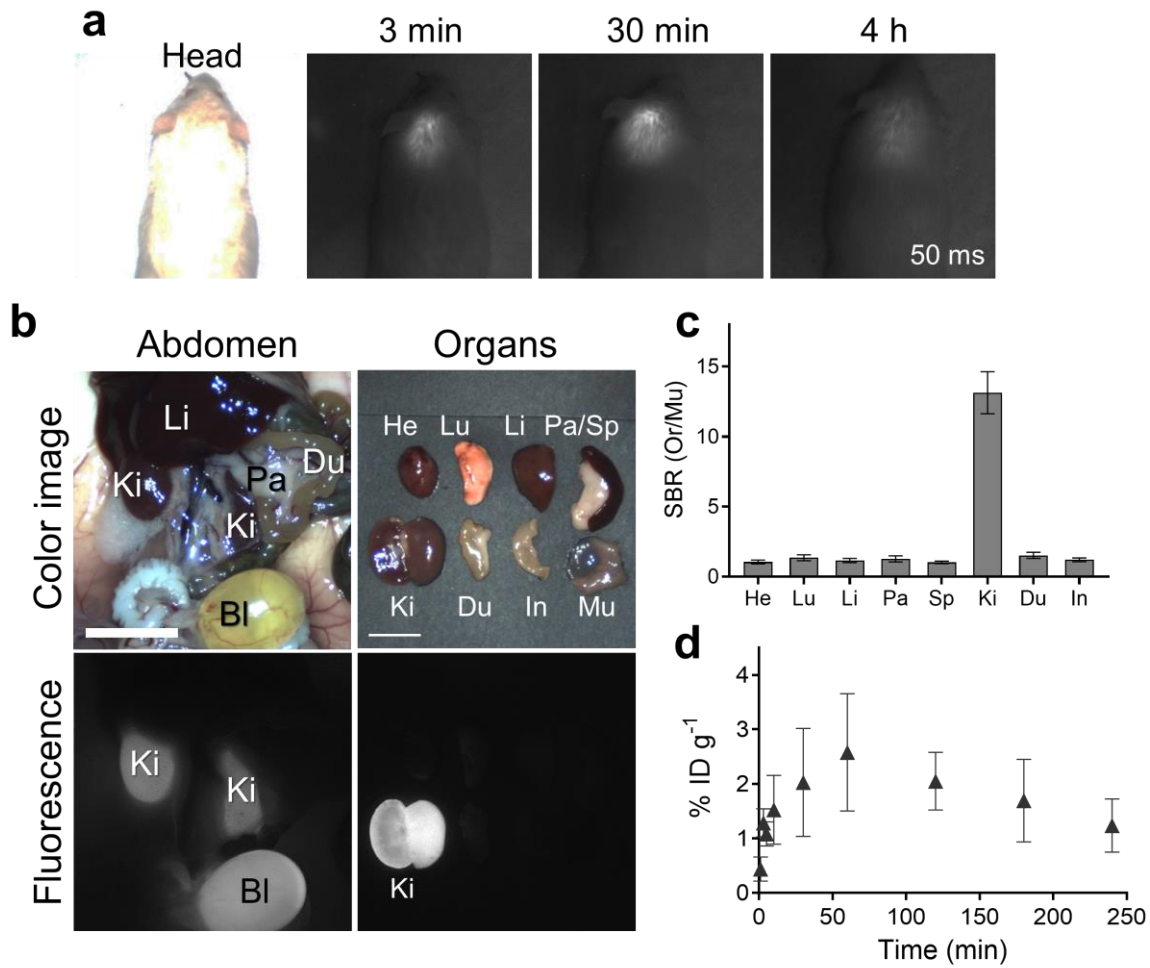 a
Head
3 min
30 min
4 h
50 ms
b
Abdomen
Organs
Color image
Li
Ki
Pa
Du
Ki
Bl
He
Lu
Li
Pa/Sp
Ki
Du
In
Mu
Fluorescence
Ki
Ki
Bl
Ki
c
SBR (Or/Mu)
15
10
5
0
He
Lu
Li
Pa
Sp
Ki
Du
In
d
% ID g⁻¹
4
3
2
1
0
0
50
100
150
200
250
Time (min)